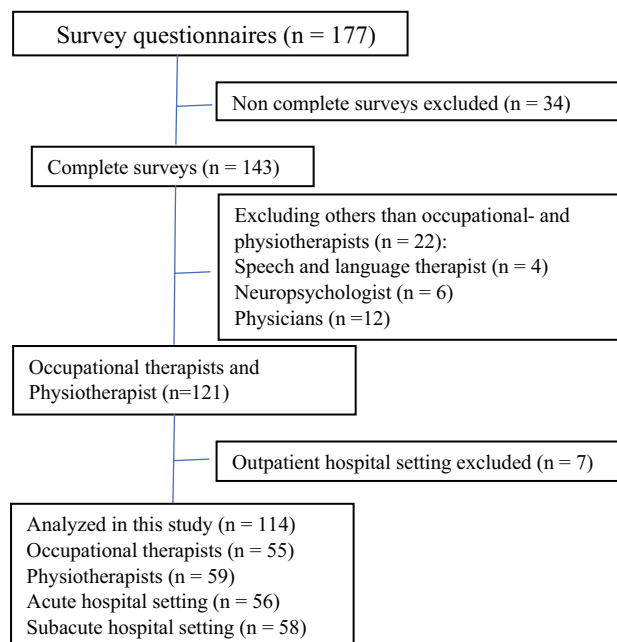 Survey questionnaires (n = 177)
Non complete surveys excluded (n = 34)
Complete surveys (n = 143)
Excluding others than occupational- and
physiotherapists (n = 22):
Speech and language therapist (n = 4)
Neuropsychologist (n = 6)
Physicians (n =12)
Occupational therapists and
Physiotherapist (n=121)
Outpatient hospital setting excluded (n = 7)
Analyzed in this study (n = 114)
Occupational therapists (n = 55)
Physiotherapists (n = 59)
Acute hospital setting (n = 56)
Subacute hospital setting (n = 58)